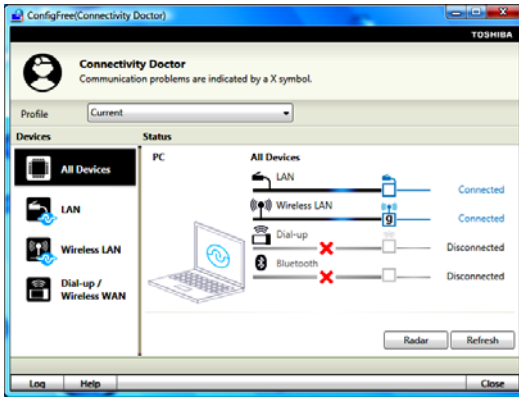 ConfigFree(Connectivity Doctor)
TOSHIBA
Connectivity Doctor
Communication problems are indicated by a X symbol.
Profile
Current
Devices
Status
All Devices
LAN
Wireless LAN
Dial-up /
Wireless WAN
PC
All Devices
LAN
Connected
Wireless LAN
g
Connected
Dial-up
Disconnected
Bluetooth
Disconnected
Radar
Refresh
Log
Help
Close